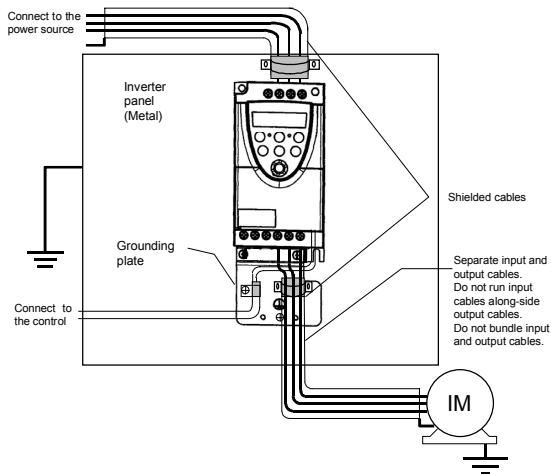 Connect to the
power source
Inverter
panel
(Metal)
Shielded cables
Grounding
plate
Separate input and
output cables.
Do not run input
cables along-side
output cables.
Do not bundle input
and output cables.
Connect to
the control
IM